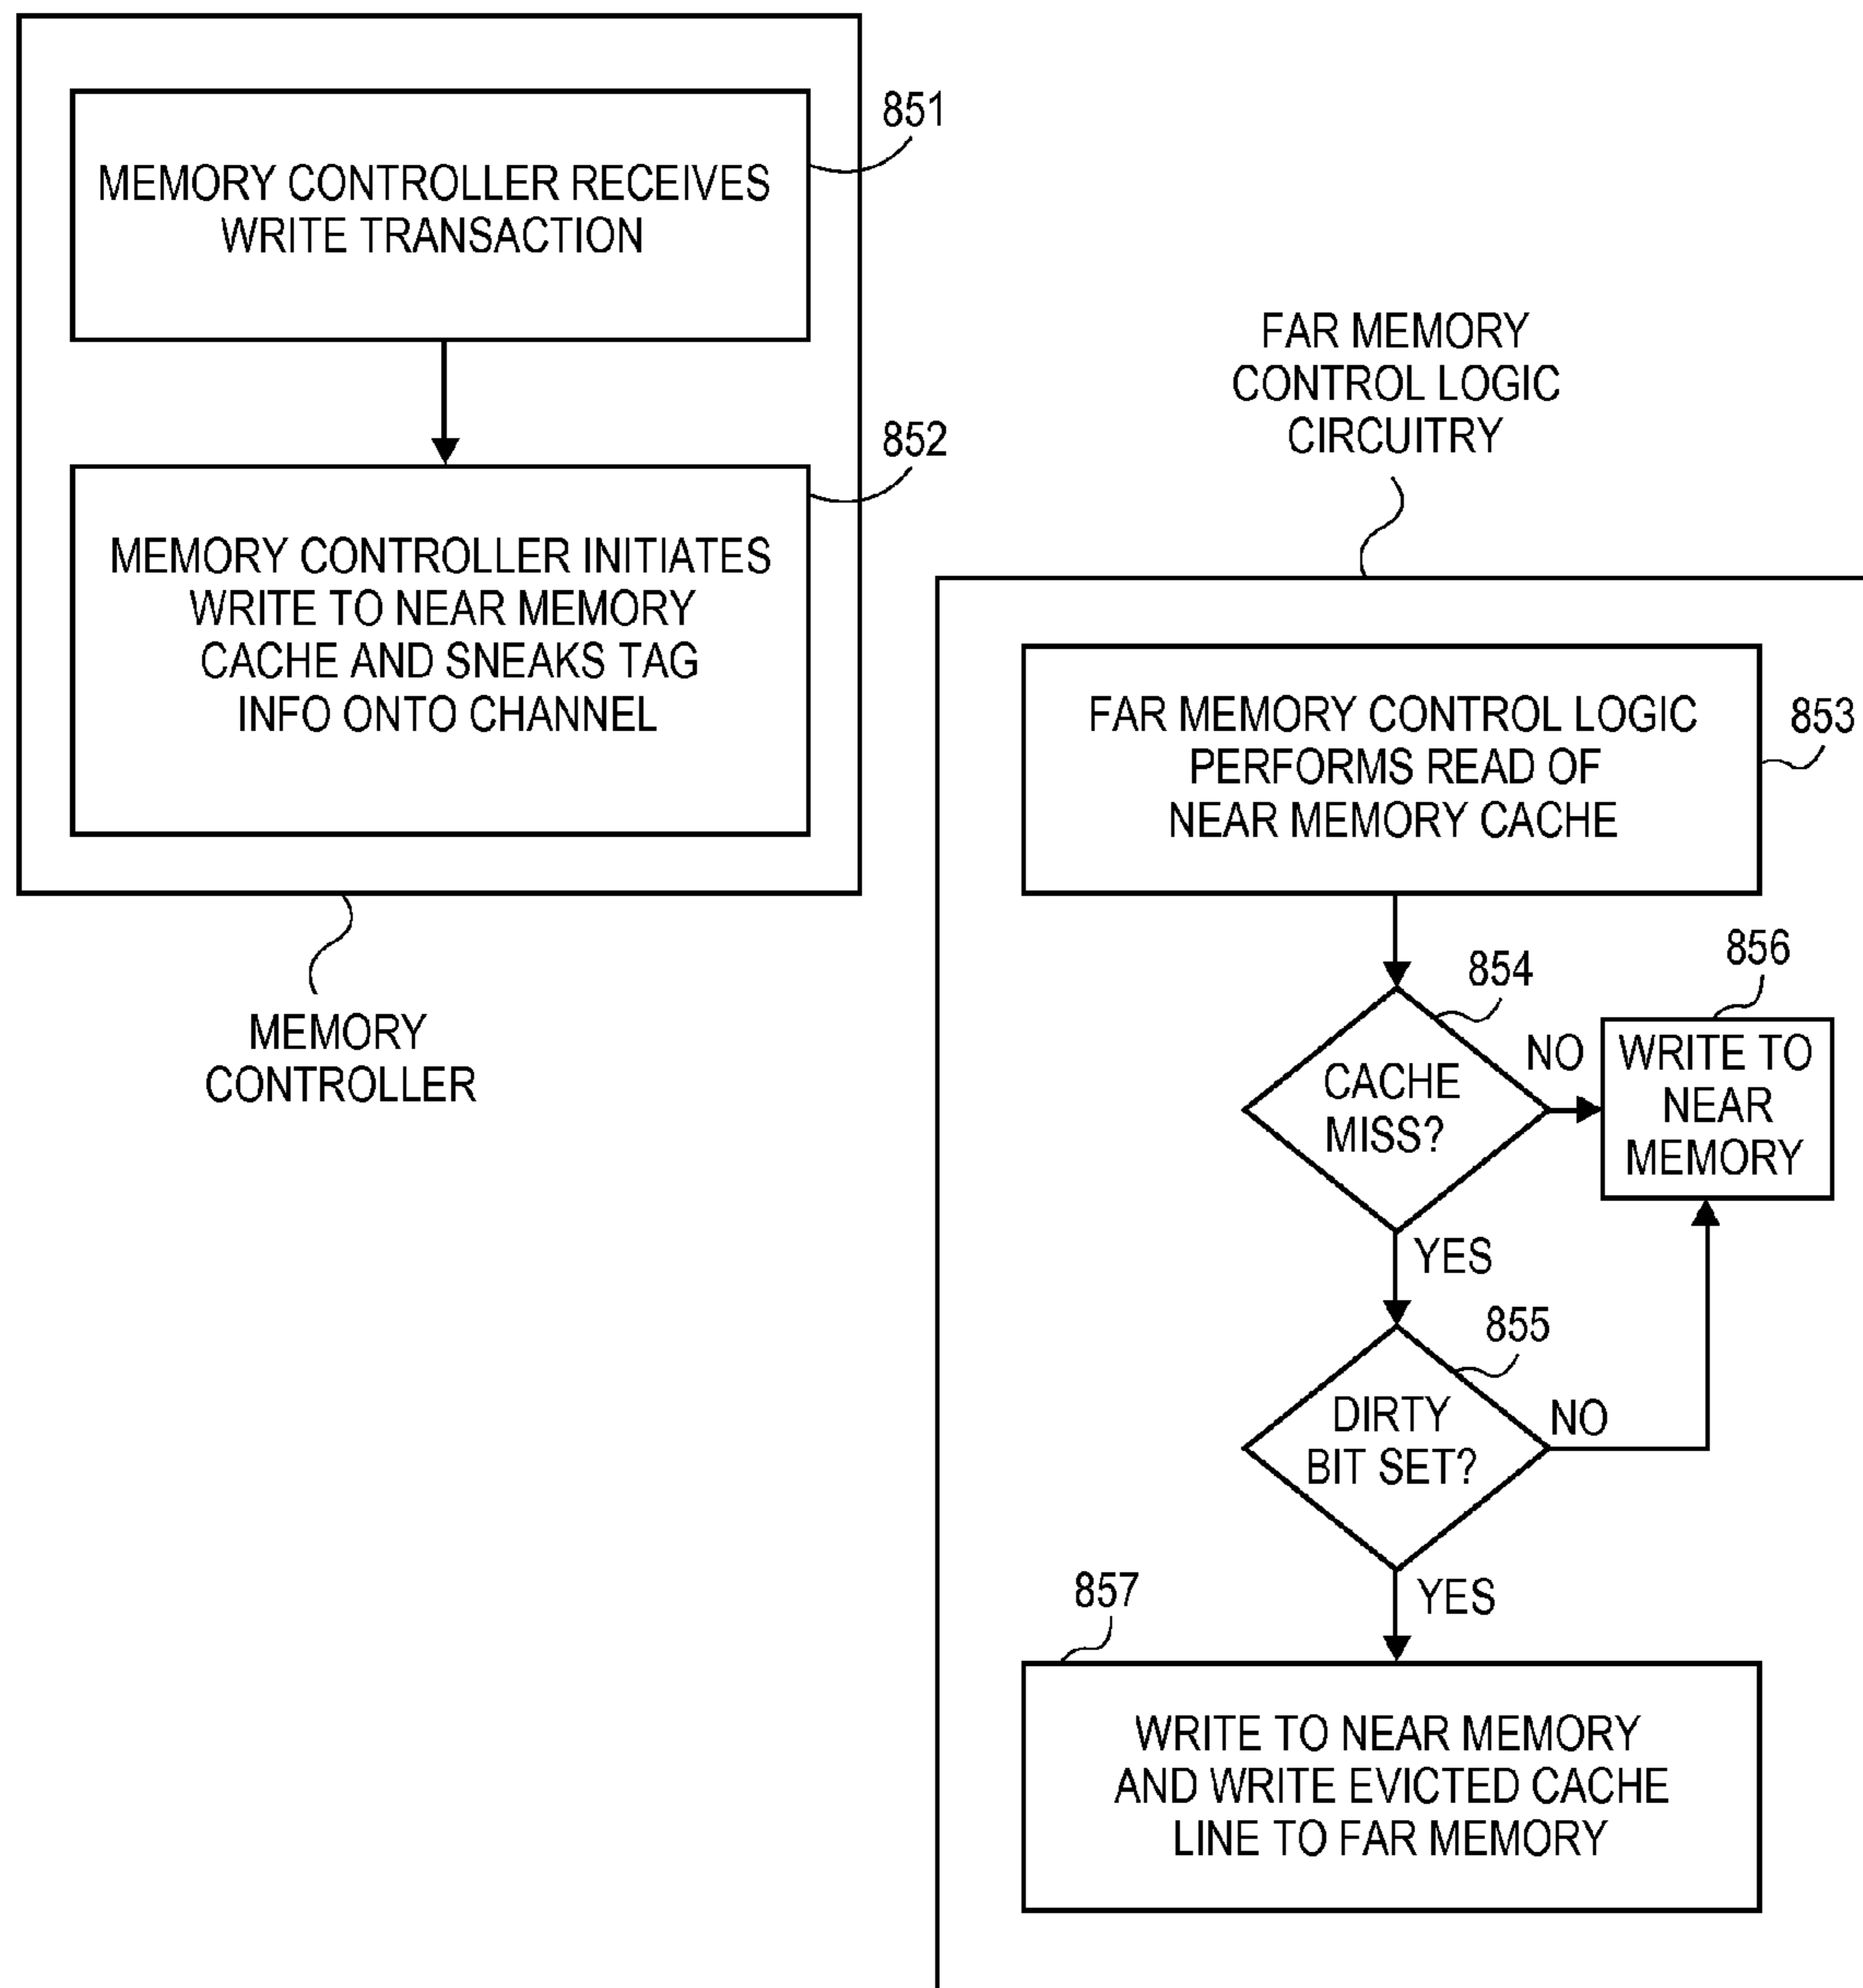 851
MEMORY CONTROLLER RECEIVES
WRITE TRANSACTION
852
MEMORY CONTROLLER INITIATES
WRITE TO NEAR MEMORY
CACHE AND SNEAKS TAG
INFO ONTO CHANNEL
MEMORY
CONTROLLER
FAR MEMORY
CONTROL LOGIC
CIRCUITRY
FAR MEMORY CONTROL LOGIC
PERFORMS READ OF
NEAR MEMORY CACHE
853
854
CACHE
MISS?
NO
856
WRITE TO
NEAR
MEMORY
YES
855
DIRTY
BIT SET?
NO
YES
857
WRITE TO NEAR MEMORY
AND WRITE EVICTED CACHE
LINE TO FAR MEMORY